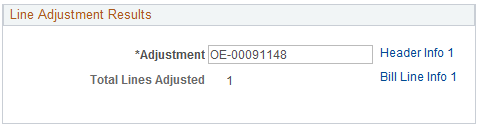 Line Adjustment Results
*Adjustment OE-00091148 Header Info 1
Total Lines Adjusted 1 Bill Line Info 1